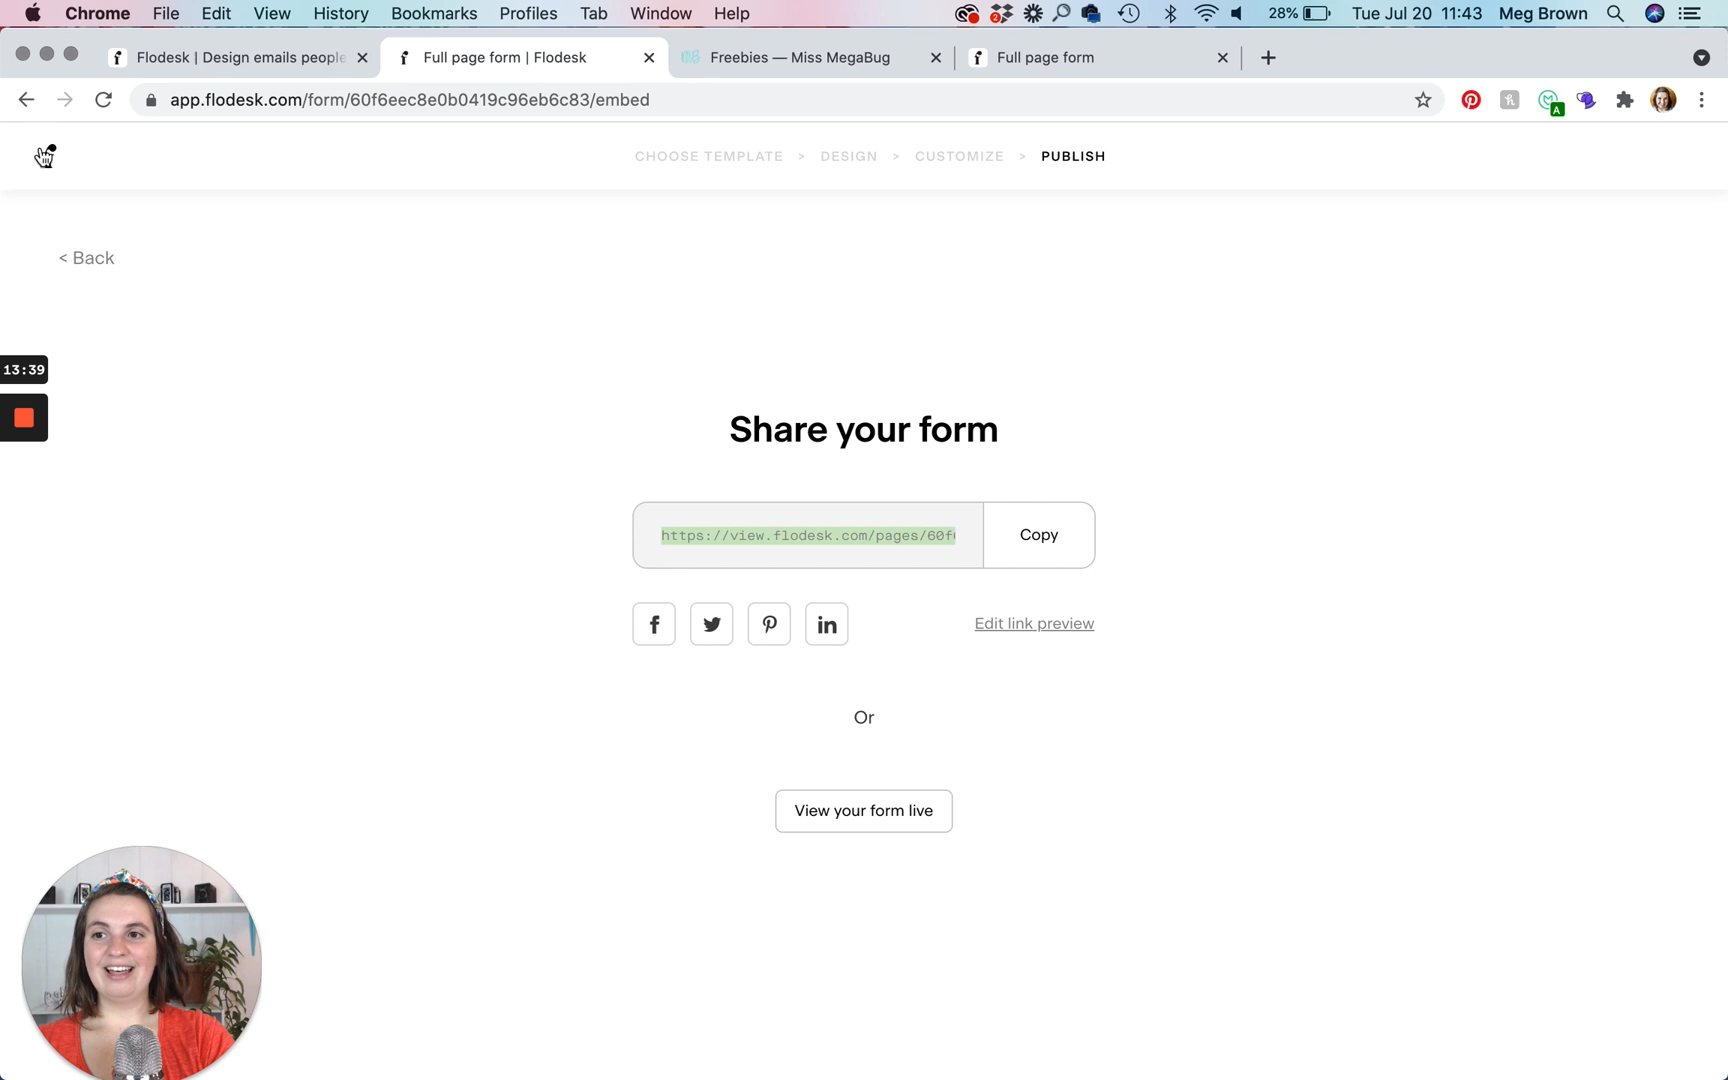 Chrome File Edit View History Bookmarks Profiles Tab Window Help 2 28% Tue Jul 20 11:43 Meg Brown
Flodesk | Design emails people Full page form | Flodesk Freebies — Miss MegaBug Full page form
app.flodesk.com/form/60f6eec8e0b0419c96eb6c83/embed A
CHOOSE TEMPLATE > DESIGN > CUSTOMIZE > PUBLISH
< Back
13:39
Share your form
https://view.flodesk.com/pages/60f Copy
Edit link preview
Or
View your form live